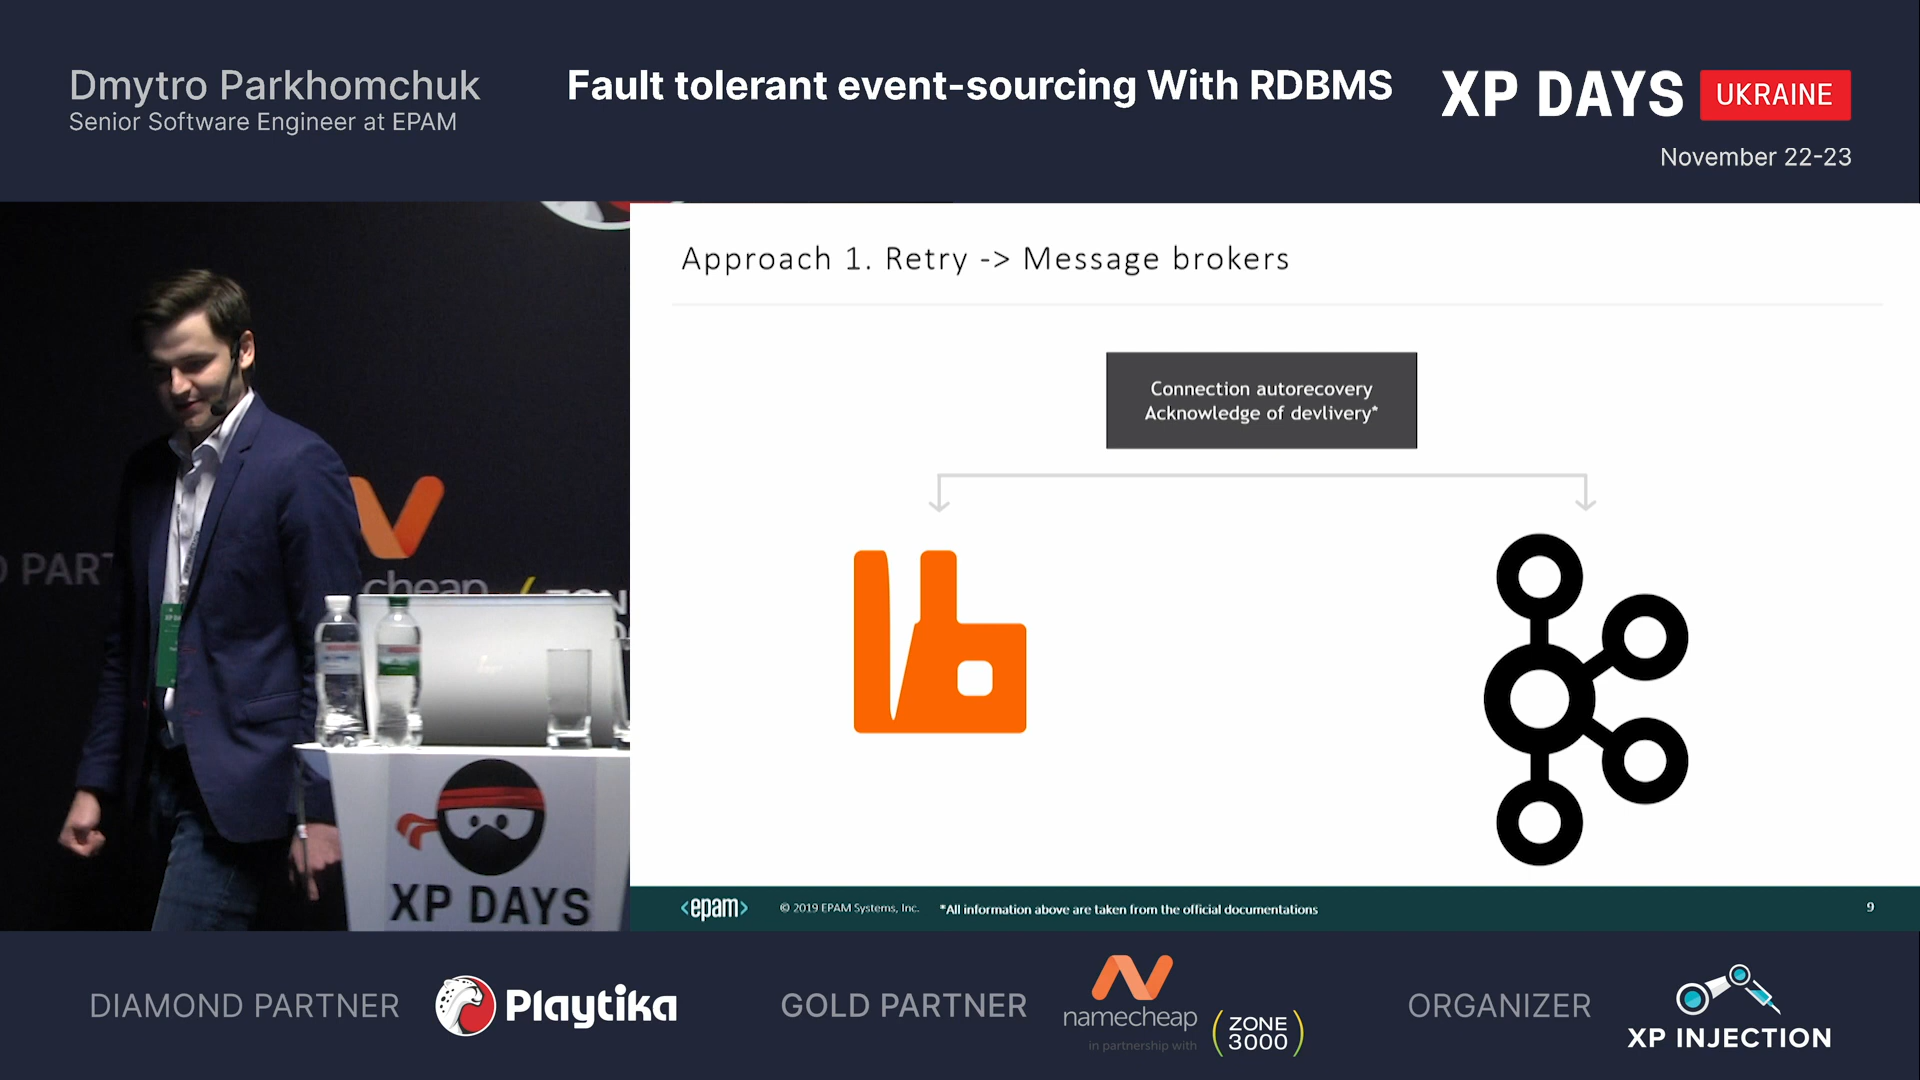 Dmytro Parkhomchuk
Senior Software Engineer at EPAM
Fault tolerant event-sourcing With RDBMS
XP DAYS UKRAINE
November 22-23
Approach 1. Retry -> Message brokers
Connection autorecovery
Acknowledge of devlivery*
PART
cheap
ZON
XP DAYS
<epam>
© 2019 EPAM Systems, Inc.
*All information above are taken from the official documentations
9
DIAMOND PARTNER
Playtika
GOLD PARTNER
namecheap
in partnership with
ZONE
3000
ORGANIZER
XP INJECTION